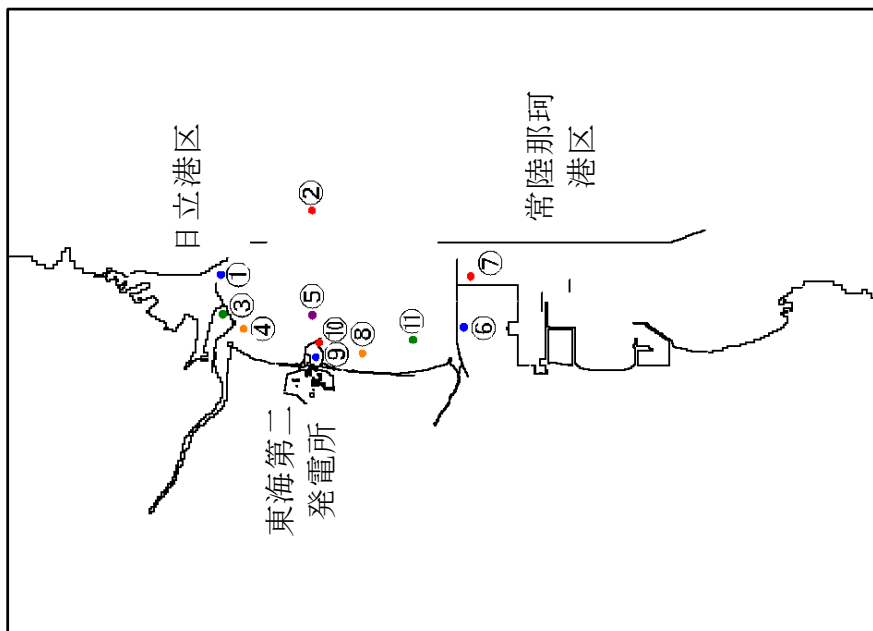 日立港区
常陸那珂
港区
②
①
⑦
③
⑤
④
⑩
⑪
⑥
⑨
⑧
東海第二
発電所